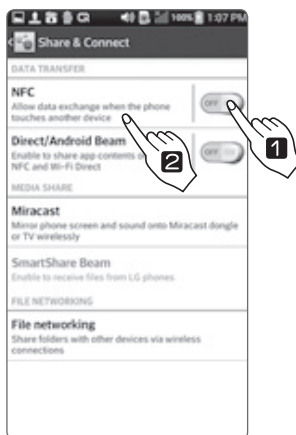 100% 1:07 PM
Share & Connect
DATA TRANSFER
NFC
Allow data exchange when the phone
touches another device
OFF
1
Direct/Android Beam
Enable to share app contents
NFC and Wi-Fi Direct
OFF ON
2
MEDIA SHARE
Miracast
Mirror phone screen and sound onto Miracast dongle
or TV wirelessly
SmartShare Beam
Enable to receive files from LG phones
FILE NETWORKING
File networking
Share folders with other devices via wireless
connections